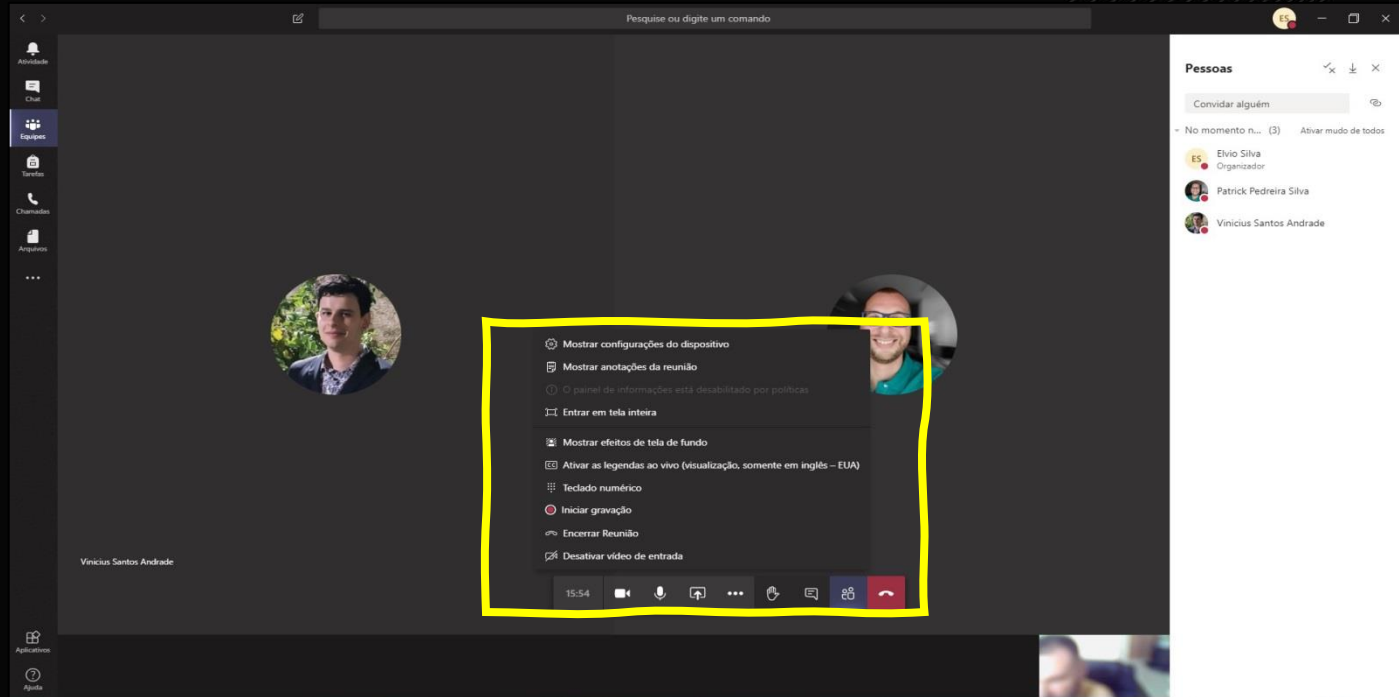 Pesquise ou digite um comando
ES
Atividade
Chat
Equipes
Tarefas
Chamadas
Arquivos
Aplicativos
Ajuda
Vinicius Santos Andrade
Mostrar configurações do dispositivo
Mostrar anotações da reunião
O painel de informações está desabilitado por políticas
Entrar em tela inteira
Mostrar efeitos de tela de fundo
CC Ativar as legendas ao vivo (visualização, somente em inglês – EUA)
Teclado numérico
Iniciar gravação
Encerrar Reunião
Desativar vídeo de entrada
15:54
Pessoas
Convidar alguém
No momento n... (3) Ativar mudo de todos
ES
Elvio Silva
Organizador
Patrick Pedreira Silva
Vinicius Santos Andrade